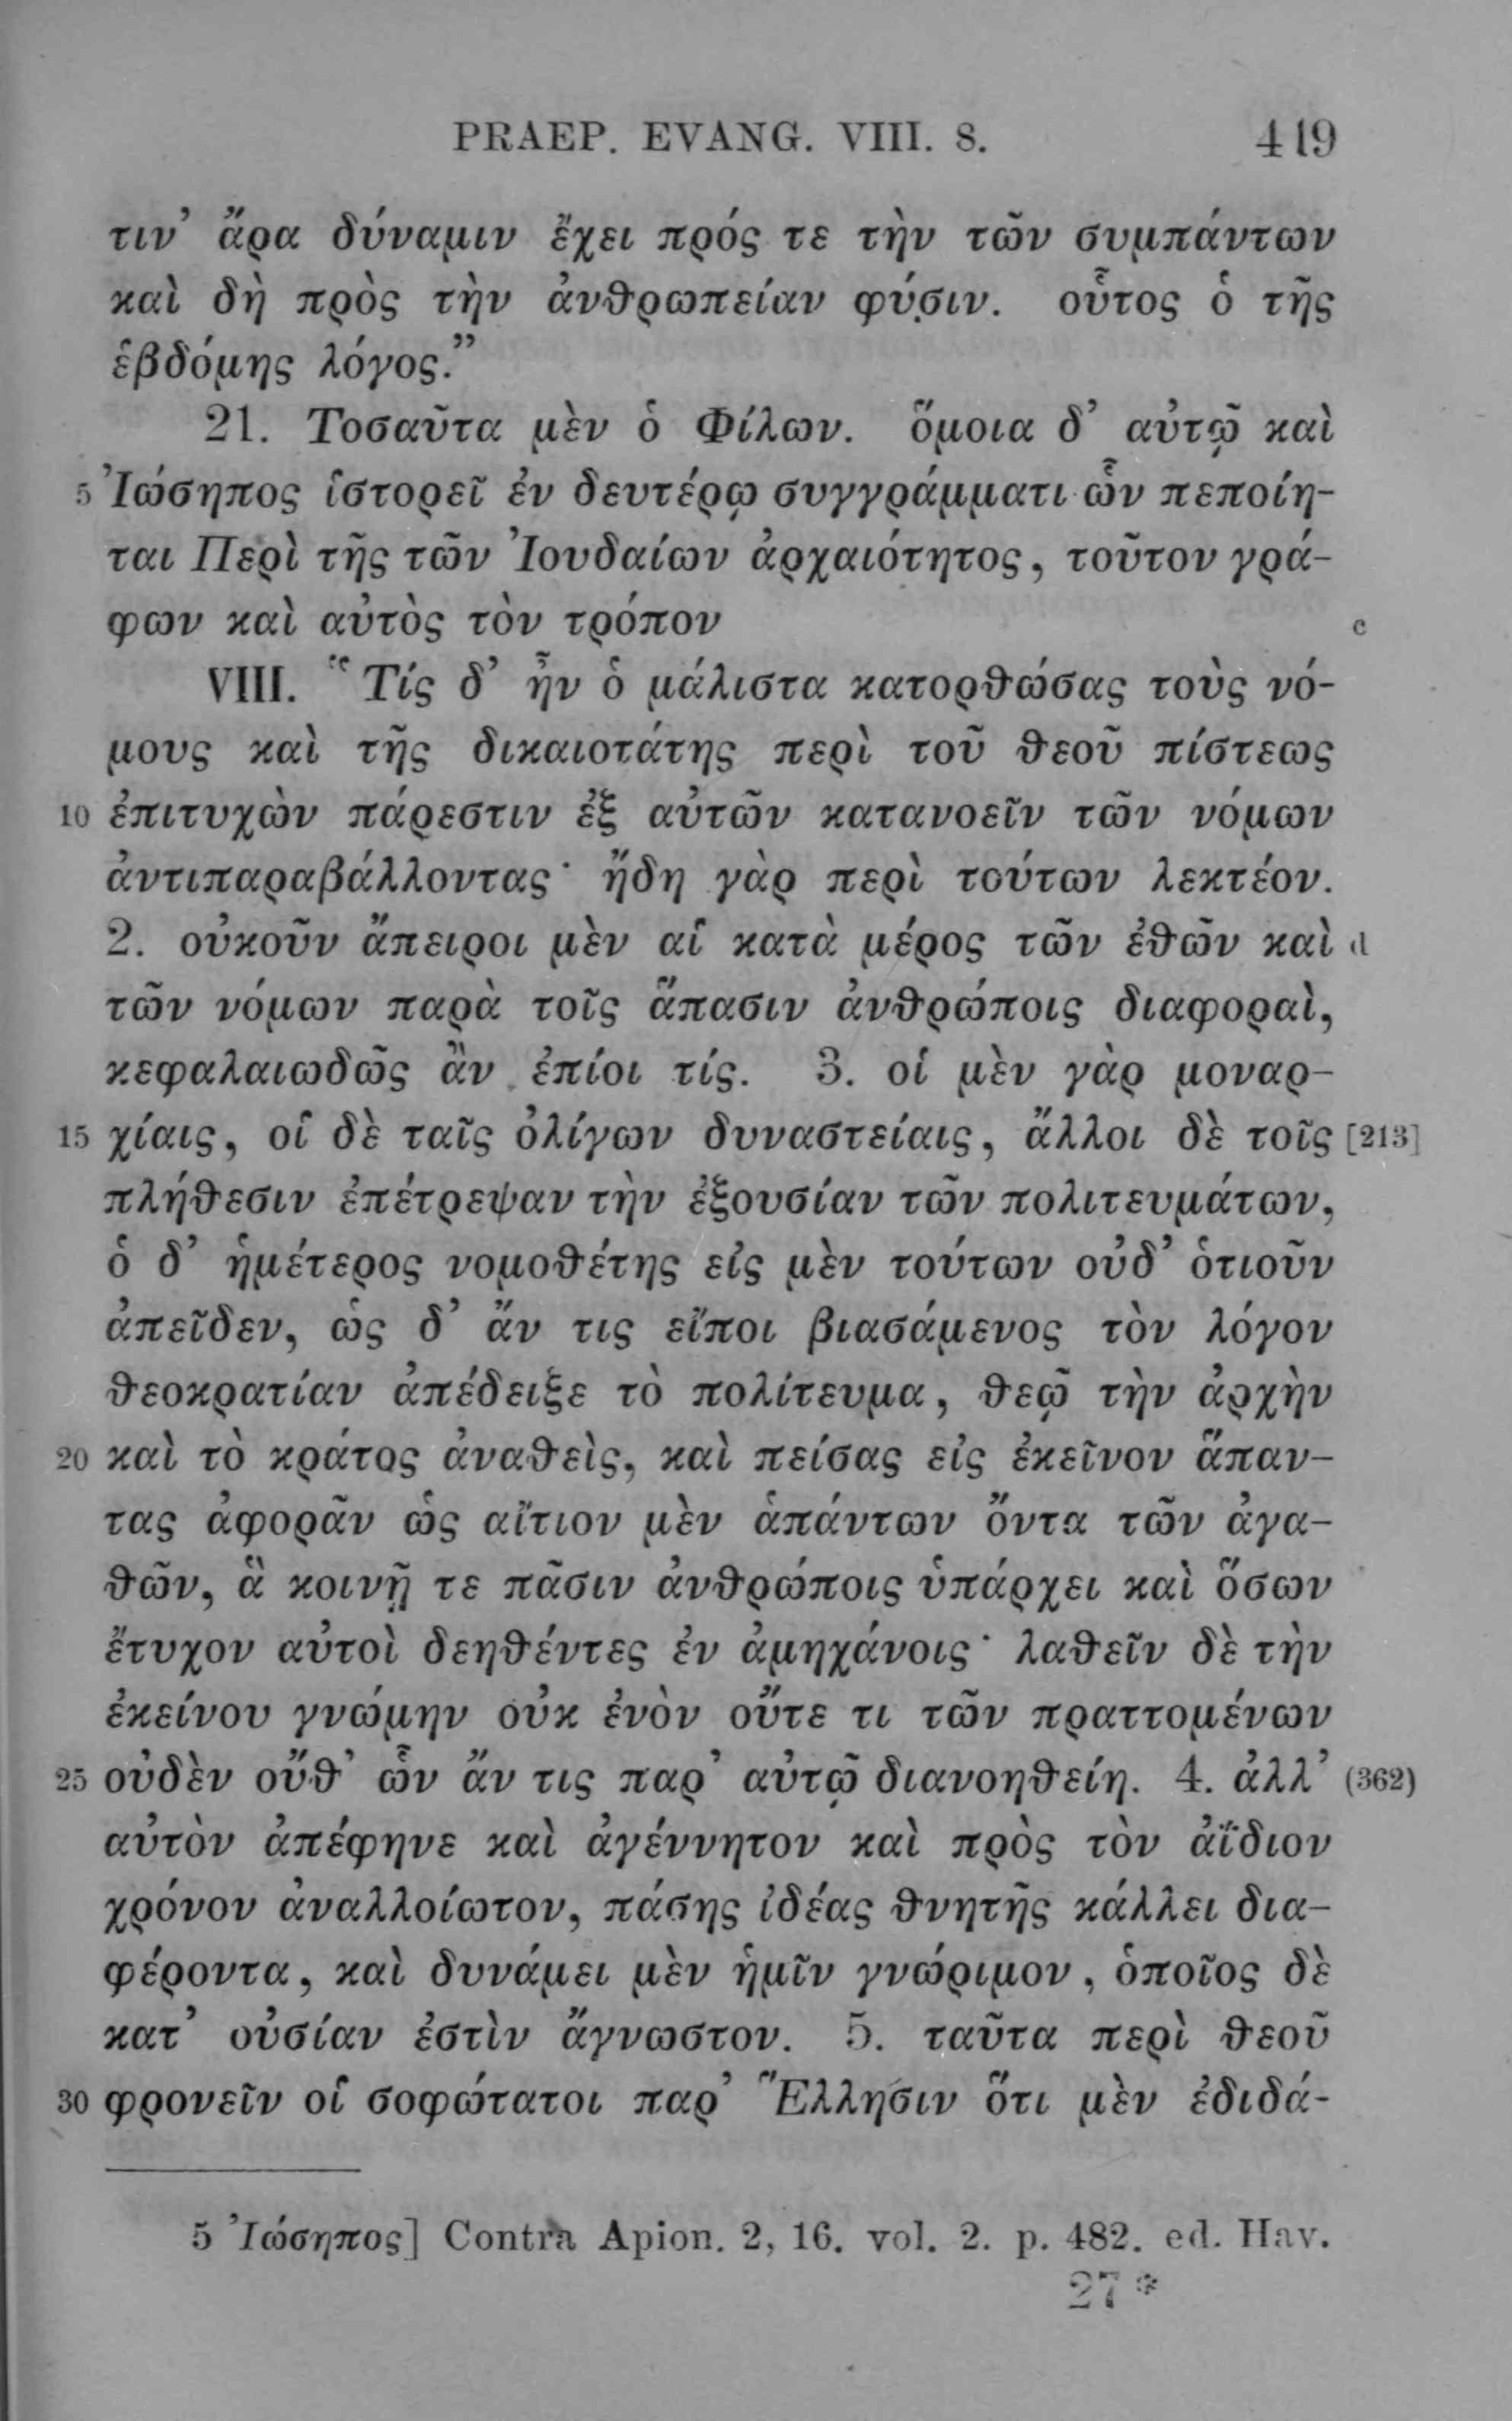 PRAEP. EVANG. VIII. 8. 419
τιν’ ἄρα δύναμιν ἔχει πρός τε τὴν τῶν συμπάντων
καὶ δὴ πρὸς τὴν ἀνθρωπείαν φύσιν. οὗτος ὁ τῆς
ἑβδόμης λόγος.”
21. Τοσαῦτα μὲν ὁ Φίλων. ὅμοια δ’ αὐτῷ καὶ
5 Ἰώσηπος ἱστορεῖ ἐν δευτέρῳ συγγράμματι ὧν πεποίη-
ται Περὶ τῆς τῶν Ἰουδαίων ἀρχαιότητος, τοῦτον γρά-
φων καὶ αὐτὸς τὸν τρόπον c
VIII. “Τίς δ’ ἦν ὁ μάλιστα κατορθώσας τοὺς νό-
μους καὶ τῆς δικαιοτάτης περὶ τοῦ θεοῦ πίστεως
10 ἐπιτυχὼν πάρεστιν ἐξ αὐτῶν κατανοεῖν τῶν νόμων
ἀντιπαραβάλλοντας· ἤδη γὰρ περὶ τούτων λεκτέον.
2. οὐκοῦν ἄπειροι μὲν αἱ κατὰ μέρος τῶν ἐθῶν καὶ d
τῶν νόμων παρὰ τοῖς ἅπασιν ἀνθρώποις διαφοραὶ,
κεφαλαιωδῶς ἂν ἐπίοι τίς. 3. οἱ μὲν γὰρ μοναρ-
15 χίαις, οἱ δὲ ταῖς ὀλίγων δυναστείαις, ἄλλοι δὲ τοῖς [213]
πλήθεσιν ἐπέτρεψαν τὴν ἐξουσίαν τῶν πολιτευμάτων,
ὁ δ’ ἡμέτερος νομοθέτης εἰς μὲν τούτων οὐδ’ ὁτιοῦν
ἀπεῖδεν, ὡς δ’ ἄν τις εἴποι βιασάμενος τὸν λόγον
θεοκρατίαν ἀπέδειξε τὸ πολίτευμα, θεῷ τὴν ἀρχὴν
20 καὶ τὸ κράτος ἀναθεὶς, καὶ πείσας εἰς ἐκεῖνον ἅπαν-
τας ἀφορᾶν ὡς αἴτιον μὲν ἁπάντων ὄντα τῶν ἀγα-
θῶν, ἃ κοινῇ τε πᾶσιν ἀνθρώποις ὑπάρχει καὶ ὅσων
ἔτυχον αὐτοὶ δεηθέντες ἐν ἀμηχάνοις· λαθεῖν δὲ τὴν
ἐκείνου γνώμην οὐκ ἐνὸν οὔτε τι τῶν πραττομένων
25 οὐδὲν οὔθ’ ὧν ἄν τις παρ’ αὐτῷ διανοηθείη. 4. ἀλλ’ (362)
αὐτὸν ἀπέφηνε καὶ ἀγέννητον καὶ πρὸς τὸν ἀΐδιον
χρόνον ἀναλλοίωτον, πάσης ἰδέας θνητῆς κάλλει δια-
φέροντα, καὶ δυνάμει μὲν ἡμῖν γνώριμον, ὁποῖος δὲ
κατ’ οὐσίαν ἐστὶν ἄγνωστον. 5. ταῦτα περὶ θεοῦ
30 φρονεῖν οἱ σοφώτατοι παρ’ Ἕλλησιν ὅτι μὲν ἐδιδά-
5 Ἰώσηπος] Contra Apion. 2, 16. vol. 2. p. 482. ed. Hav.
27*